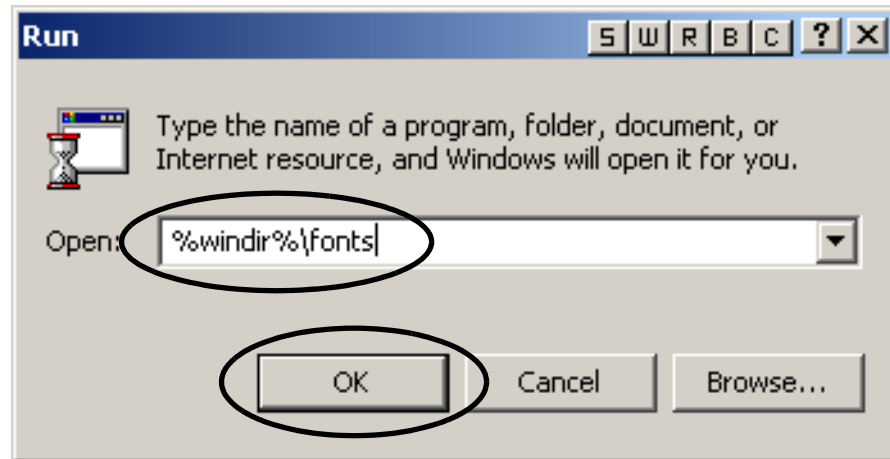 Run S W R B C ?
Type the name of a program, folder, document, or
Internet resource, and Windows will open it for you.
Open: %windir%\fonts
OK Cancel Browse...